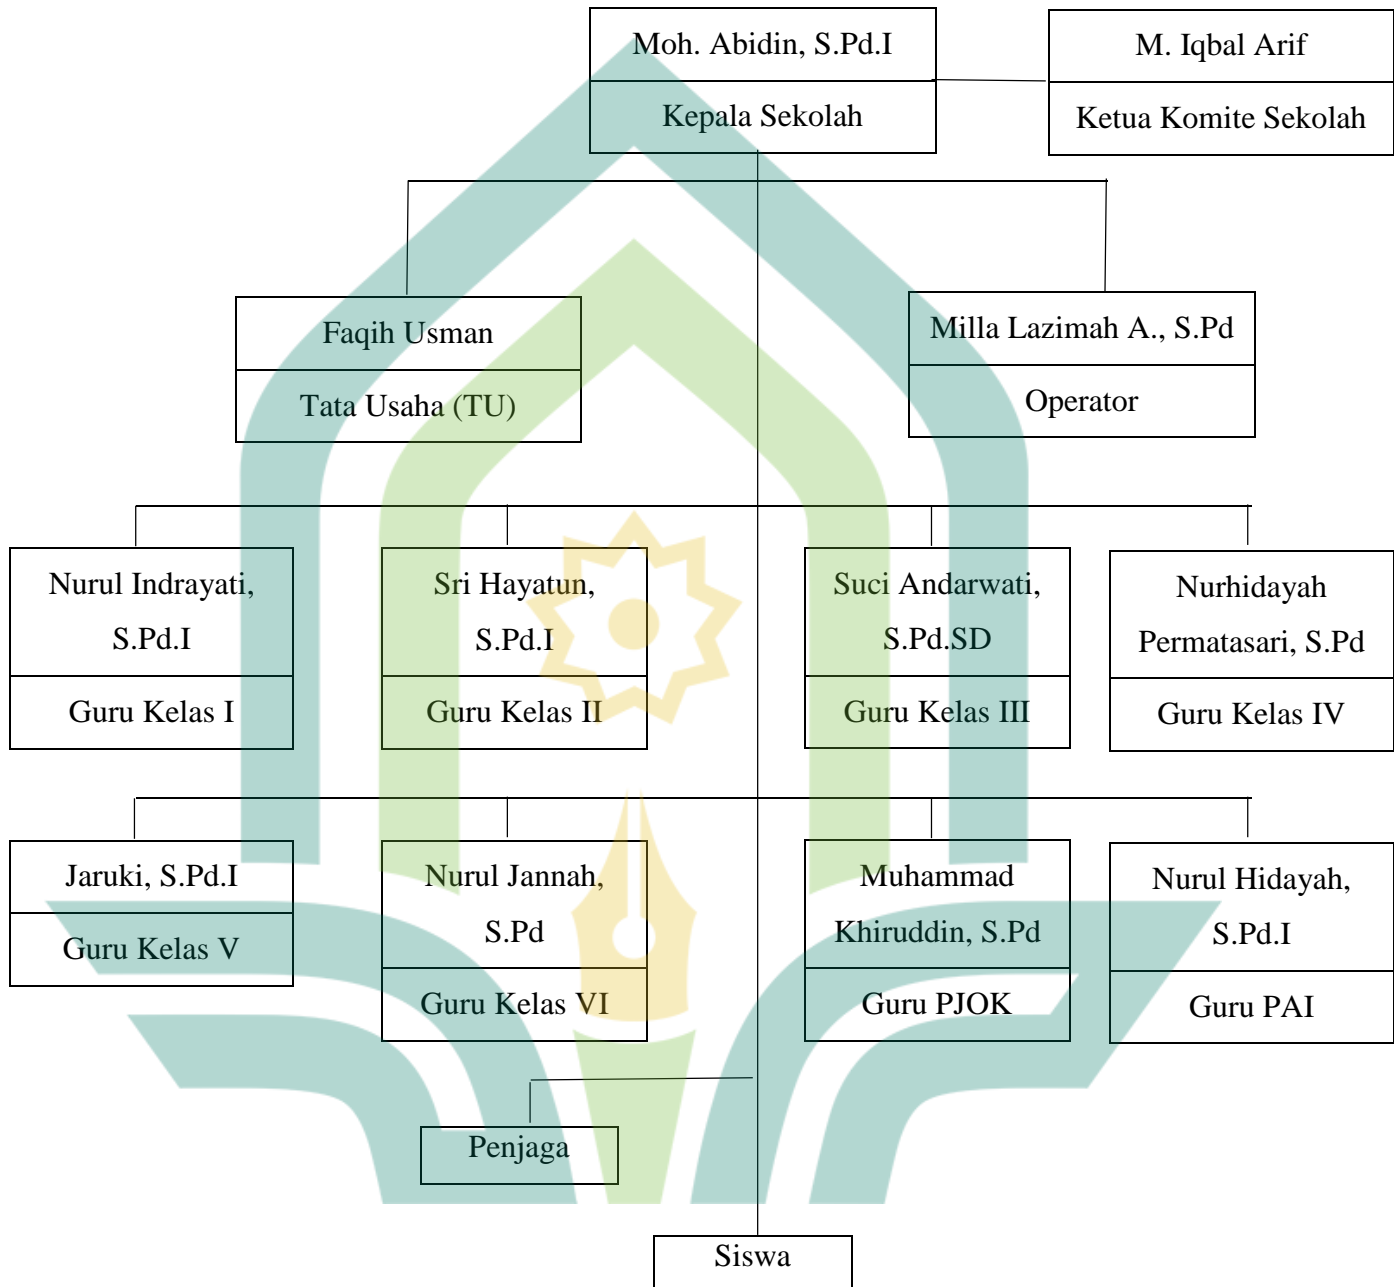 Moh. Abidin, S.Pd.I
Kepala Sekolah
M. Iqbal Arif
Ketua Komite Sekolah
Faqih Usman
Tata Usaha (TU)
Milla Lazimah A., S.Pd
Operator
Nurul Indrayati,
S.Pd.I
Guru Kelas I
Sri Hayatun,
S.Pd.I
Guru Kelas II
Suci Andarwati,
S.Pd.SD
Guru Kelas III
Nurhidayah
Permatasari, S.Pd
Guru Kelas IV
Jaruki, S.Pd.I
Guru Kelas V
Nurul Jannah,
S.Pd
Guru Kelas VI
Muhammad
Khiruddin, S.Pd
Guru PJOK
Nurul Hidayah,
S.Pd.I
Guru PAI
Penjaga
Siswa